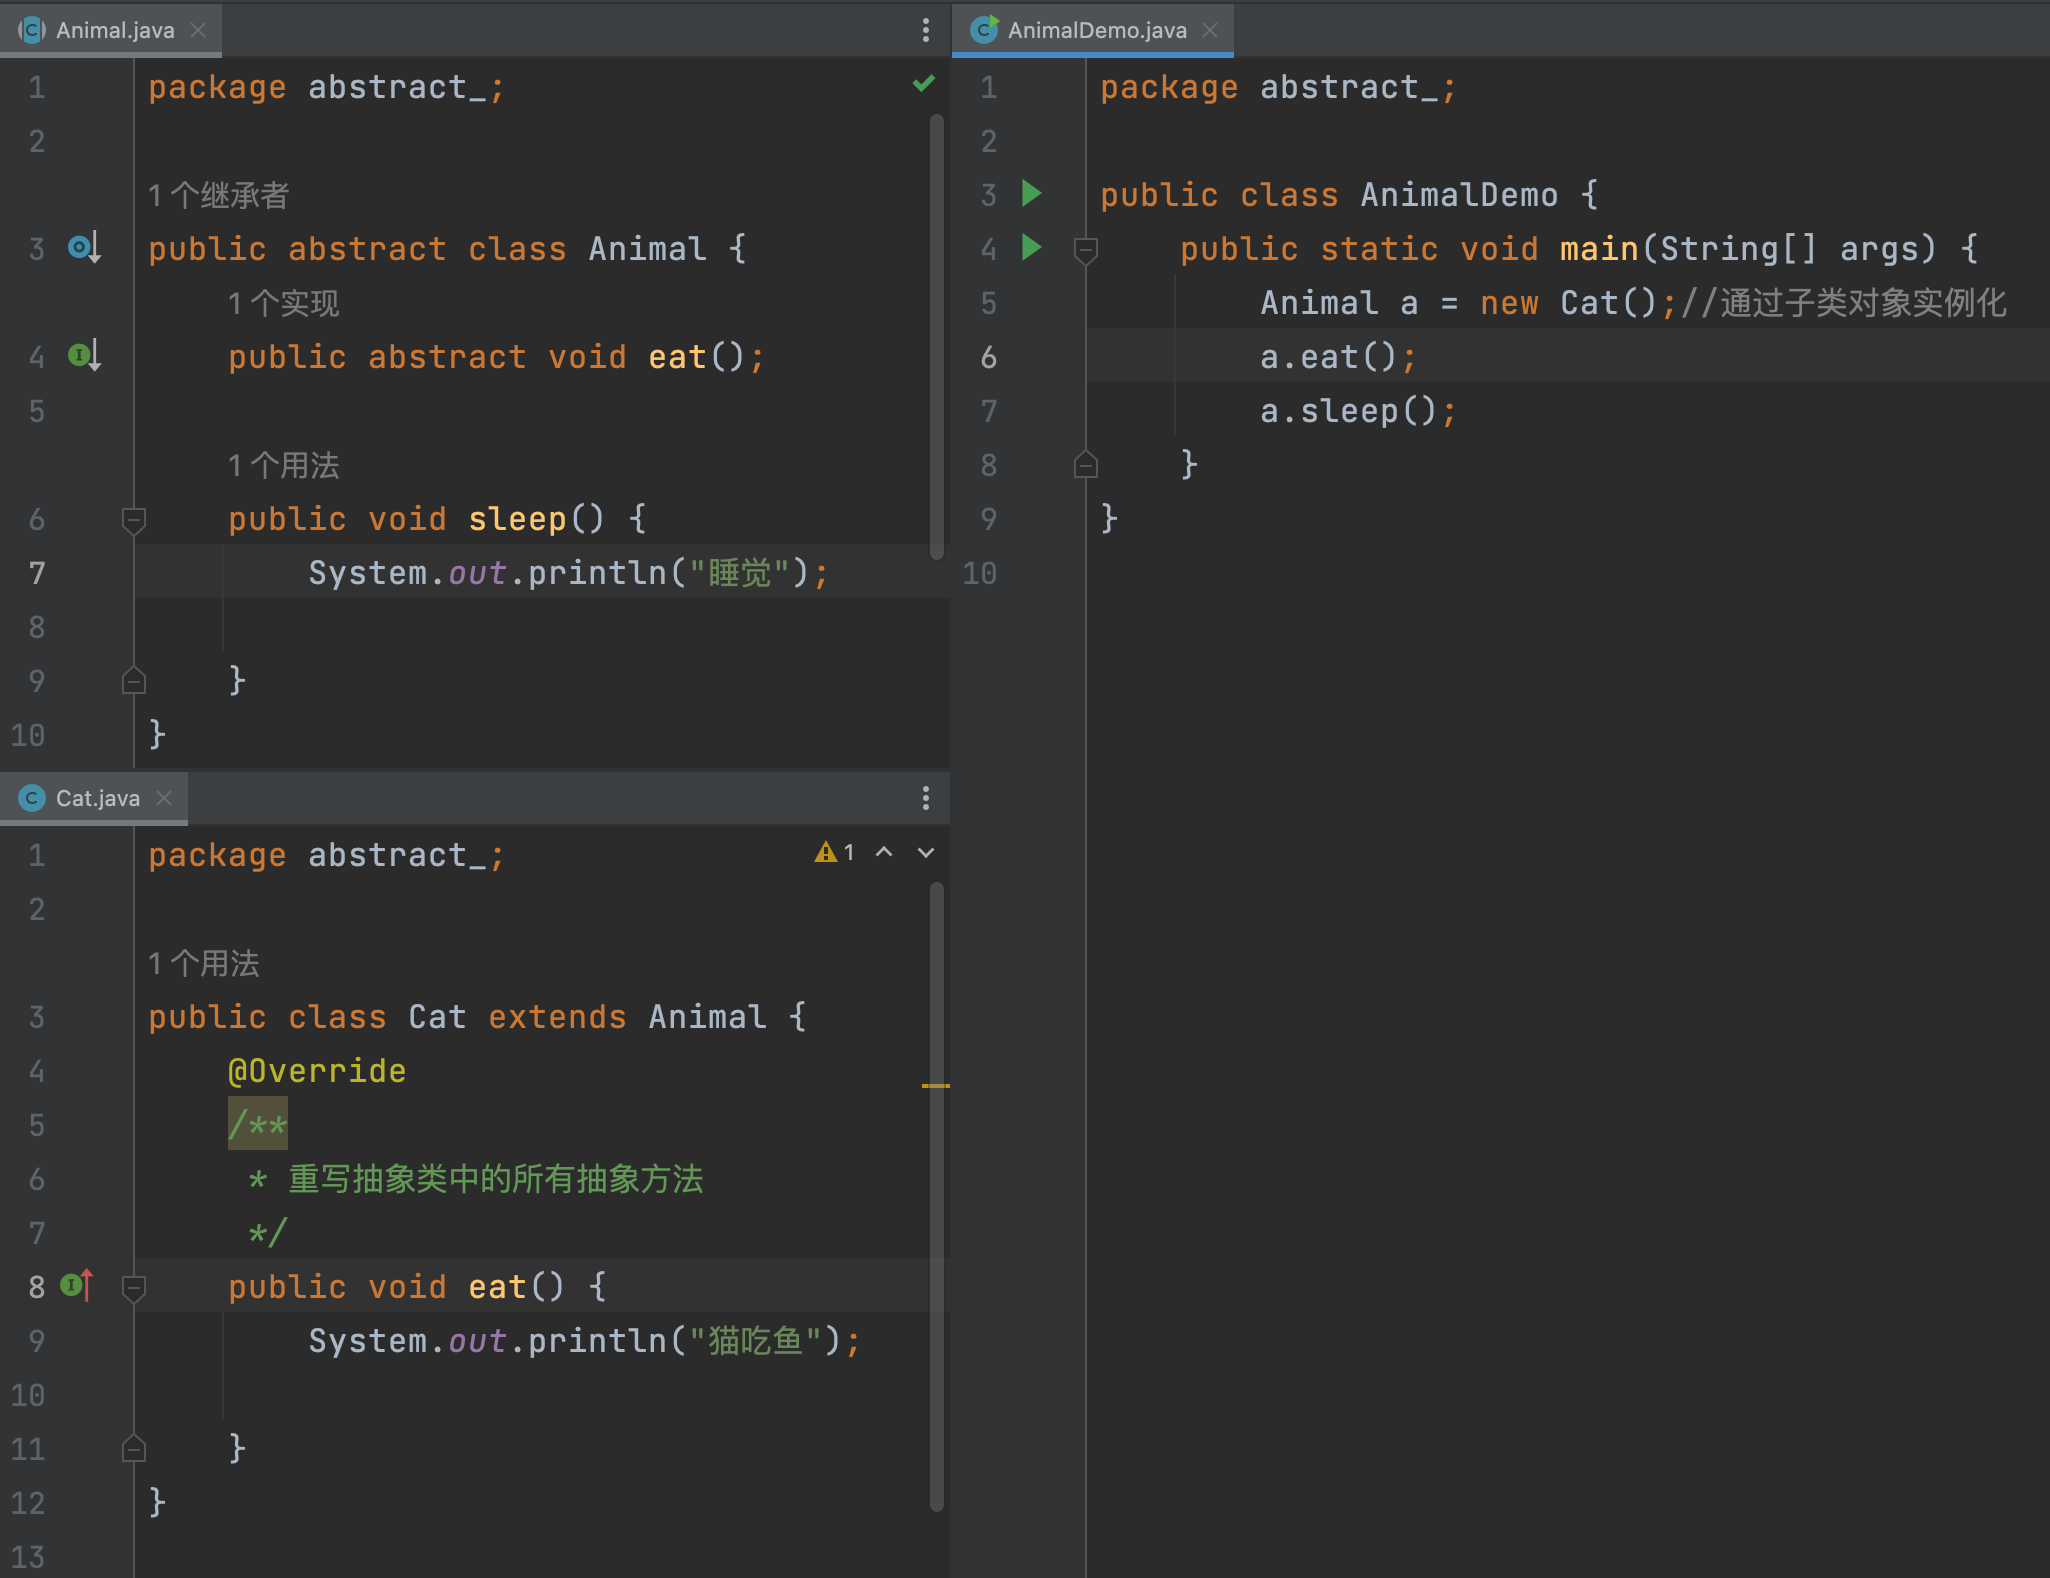 Animal.java
1 package abstract_;
2
1 个继承者
3 public abstract class Animal {
1 个实现
4 public abstract void eat();
5
1 个用法
6 public void sleep() {
7 System.out.println("睡觉");
8
9 }
10 }
Cat.java
1 package abstract_;
1
2
1 个用法
3 public class Cat extends Animal {
4 @Override
5 /**
6 * 重写抽象类中的所有抽象方法
7 */
8 public void eat() {
9 System.out.println("猫吃鱼");
10
11 }
12 }
13
AnimalDemo.java
1 package abstract_;
2
3 public class AnimalDemo {
4 public static void main(String[] args) {
5 Animal a = new Cat();//通过子类对象实例化
6 a.eat();
7 a.sleep();
8 }
9 }
10